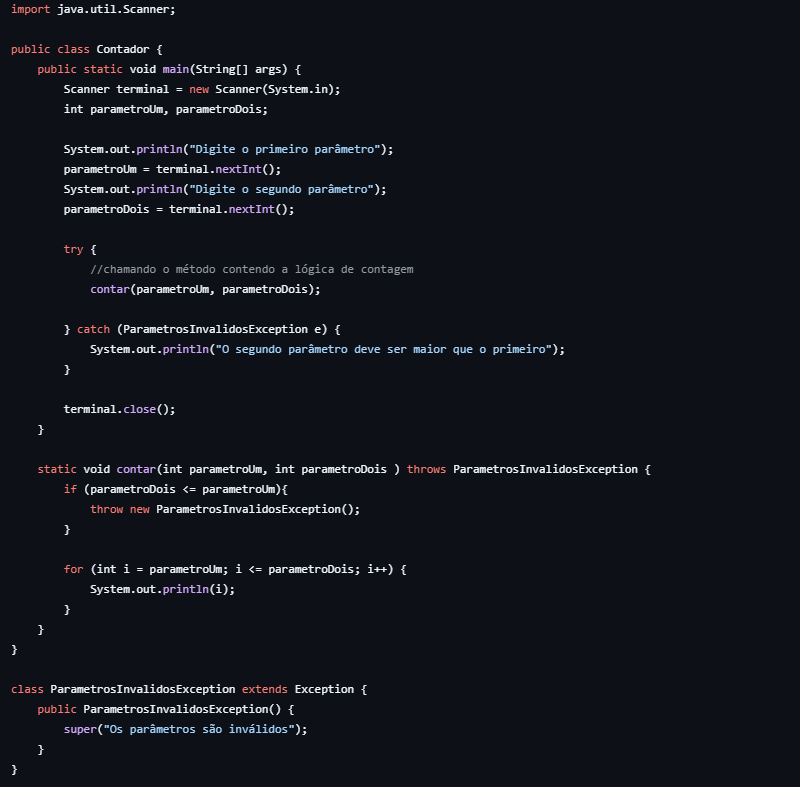 import java.util.Scanner;
public class Contador {
public static void main(String[] args) {
Scanner terminal = new Scanner(System.in);
int parametroUm, parametroDois;
System.out.println("Digite o primeiro parâmetro");
parametroUm = terminal.nextInt();
System.out.println("Digite o segundo parâmetro");
parametroDois = terminal.nextInt();
try {
//chamando o método contendo a lógica de contagem
contar(parametroUm, parametroDois);
} catch (ParametrosInvalidosException e) {
System.out.println("O segundo parâmetro deve ser maior que o primeiro");
}
terminal.close();
}
static void contar(int parametroUm, int parametroDois ) throws ParametrosInvalidosException {
if (parametroDois <= parametroUm){
throw new ParametrosInvalidosException();
}
for (int i = parametroUm; i <= parametroDois; i++) {
System.out.println(i);
}
}
}
class ParametrosInvalidosException extends Exception {
public ParametrosInvalidosException() {
super("Os parâmetros são inválidos");
}
}